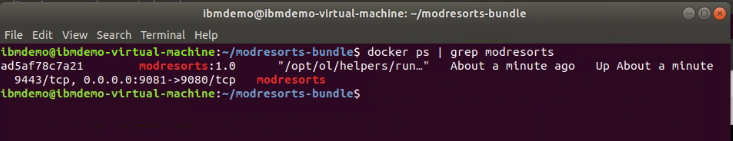 ibmdemo@ibmdemo-virtual-machine: ~/modresorts-bundle
File Edit View Search Terminal Help
ibmdemo@ibmdemo-virtual-machine:~/modresorts-bundle$ docker ps | grep modresorts
ad5af78c7a21 modresorts:1.0 "/opt/ol/helpers/run…" About a minute ago Up About a minute
9443/tcp, 0.0.0.0:9081->9080/tcp modresorts
ibmdemo@ibmdemo-virtual-machine:~/modresorts-bundle$